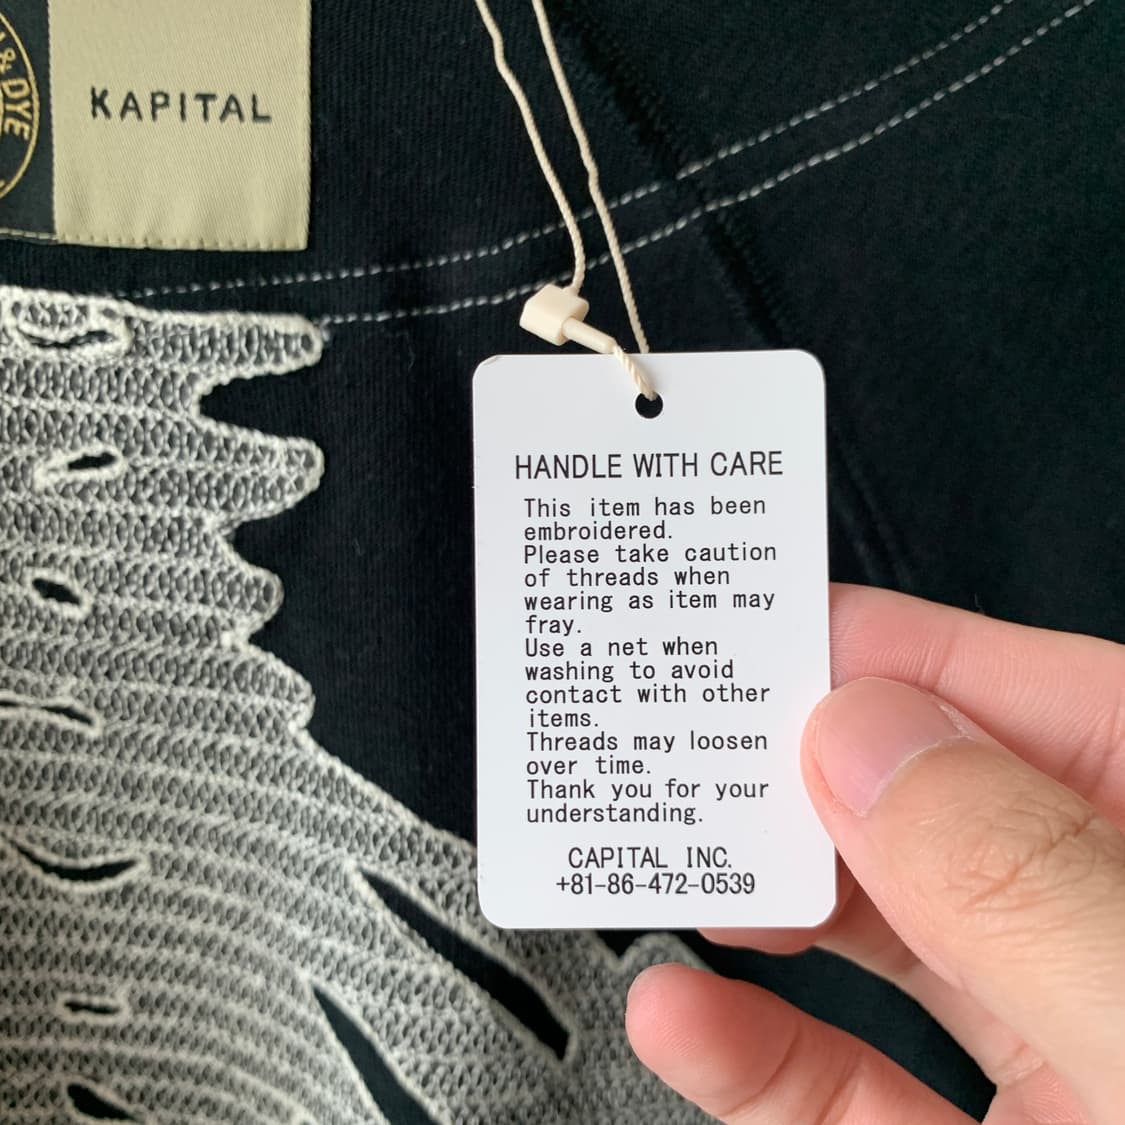 & DYE
KAPITAL
HANDLE WITH CARE
This item has been
embroidered.
Please take caution
of threads when
wearing as item may
fray.
Use a net when
washing to avoid
contact with other
items.
Threads may loosen
over time.
Thank you for your
understanding.
CAPITAL INC.
+81-86-472-0539